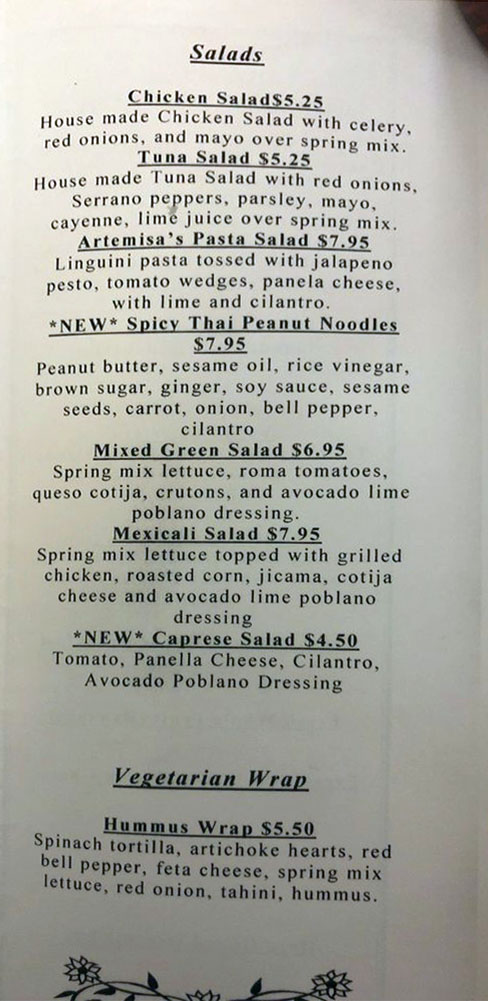 Salads
Chicken Salad$5.25
House made Chicken Salad with celery,
red onions, and mayo over spring mix.
Tuna Salad $5.25
House made Tuna Salad with red onions,
Serrano peppers, parsley, mayo,
cayenne, lime juice over spring mix.
Artemisa's Pasta Salad $7.95
Linguini pasta tossed with jalapeno
pesto, tomato wedges, panela cheese,
with lime and cilantro.
*NEW* Spicy Thai Peanut Noodles
$7.95
Peanut butter, sesame oil, rice vinegar,
brown sugar, ginger, soy sauce, sesame
seeds, carrot, onion, bell pepper,
cilantro
Mixed Green Salad $6.95
Spring mix lettuce, roma tomatoes,
queso cotija, crutons, and avocado lime
poblano dressing.
Mexicali Salad $7.95
Spring mix lettuce topped with grilled
chicken, roasted corn, jicama, cotija
cheese and avocado lime poblano
dressing
*NEW* Caprese Salad $4.50
Tomato, Panella Cheese, Cilantro,
Avocado Poblano Dressing
Vegetarian Wrap
Hummus Wrap $5.50
Spinach tortilla, artichoke hearts, red
bell pepper, feta cheese, spring mix
lettuce, red onion, tahini, hummus.